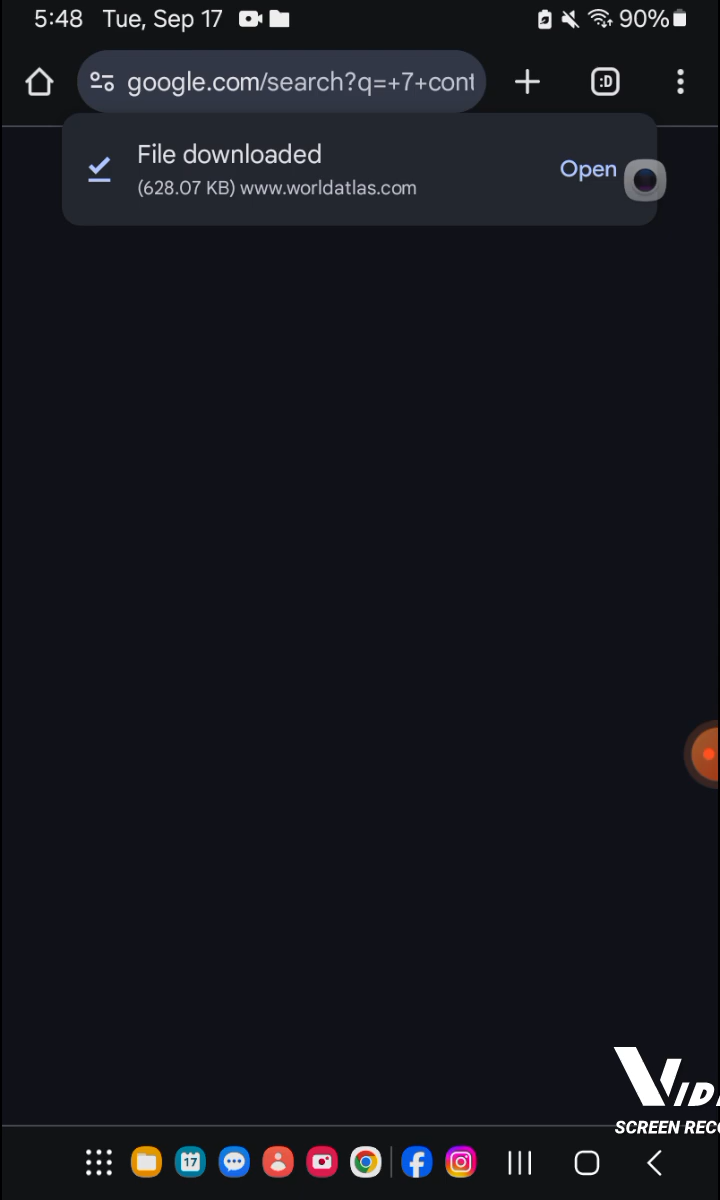 5:48 Tue, Sep 17 90%
google.com/search?q=+7+cont
:D
File downloaded
(628.07 KB) www.worldatlas.com
Open
17
SCREEN RECO